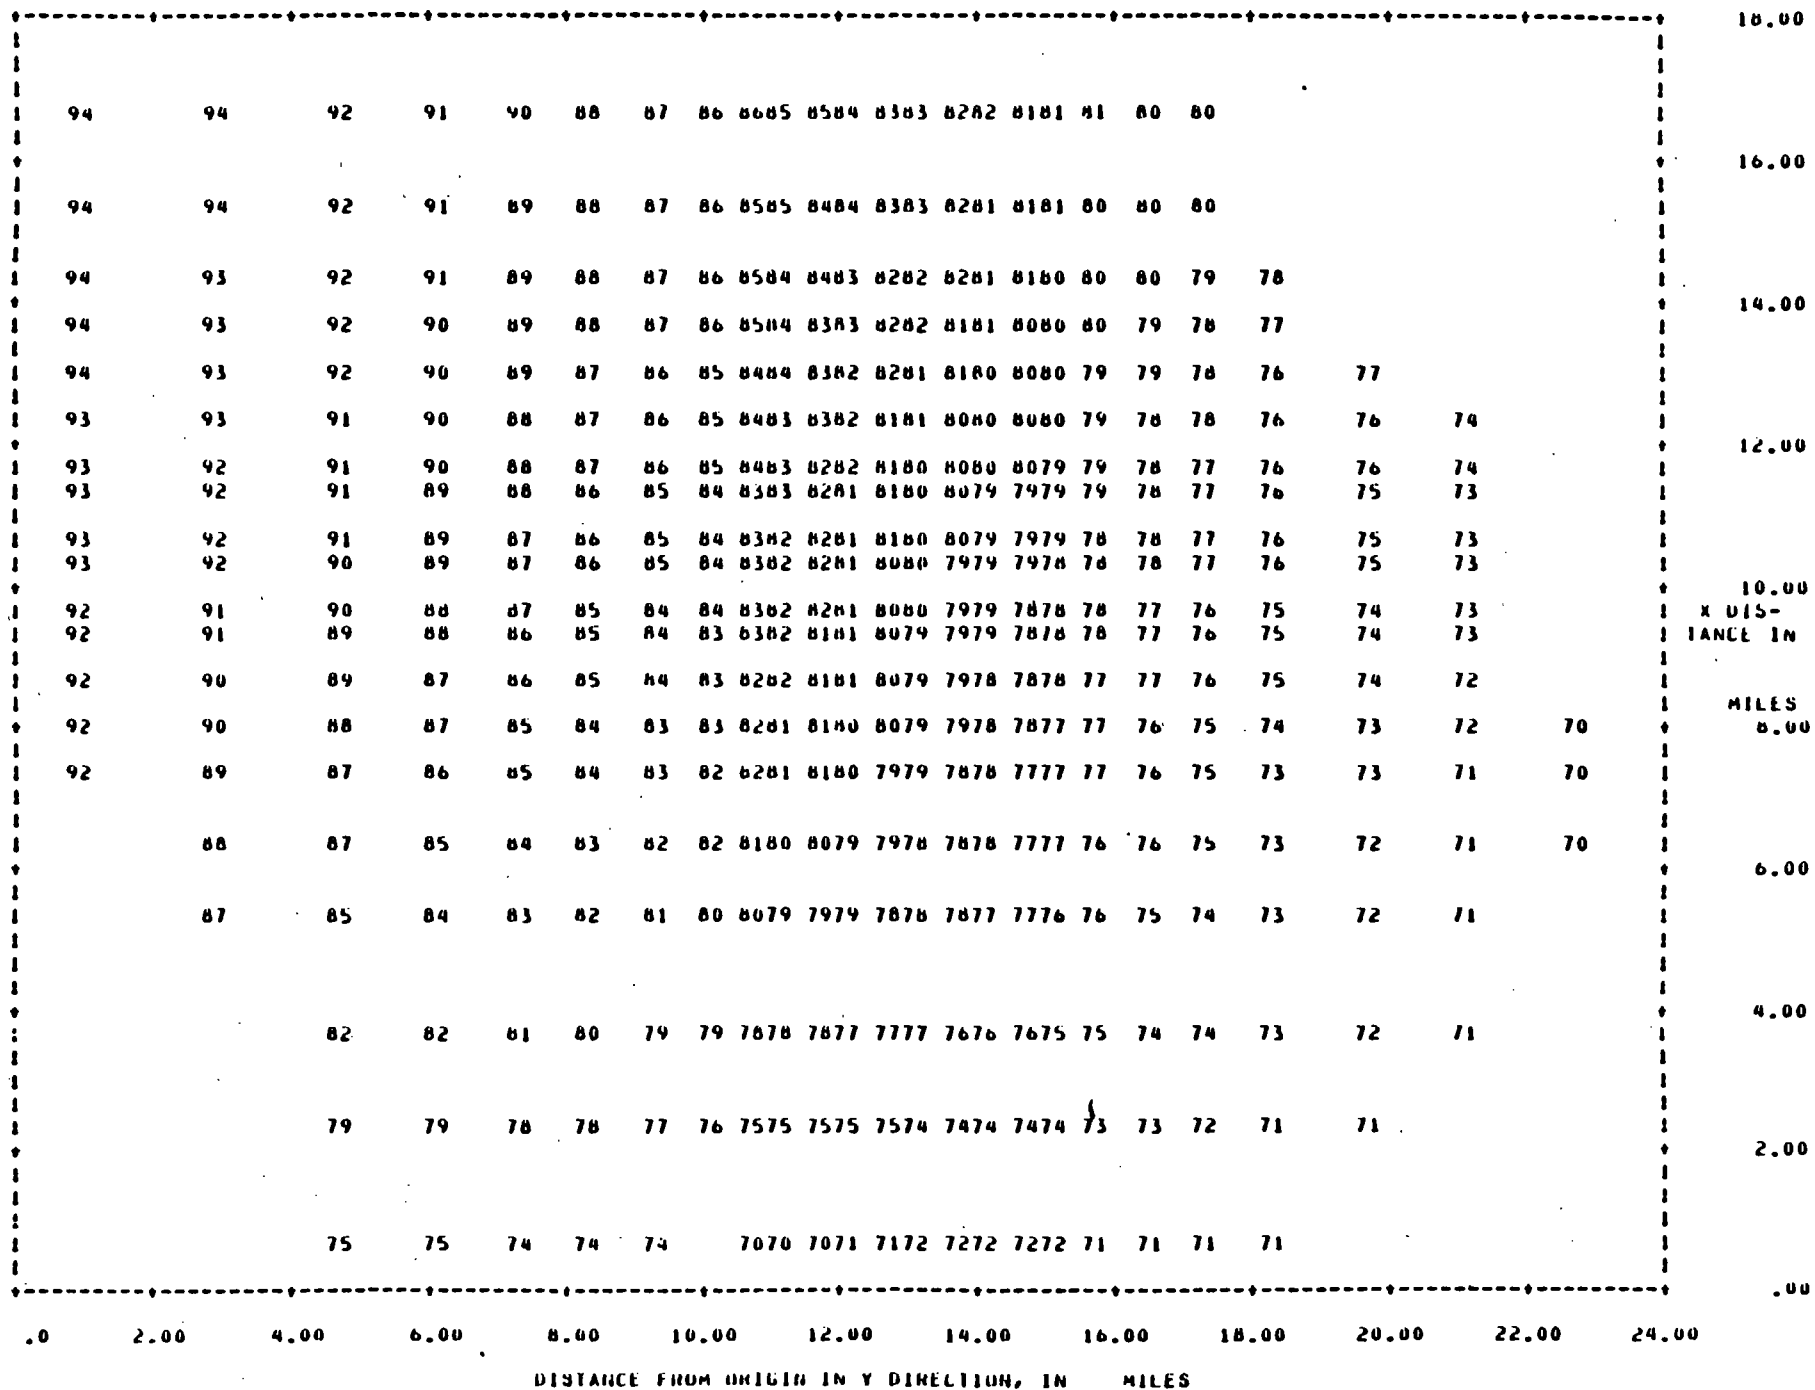 18.00
94 94 92 91 90 88 87 86 8685 8584 8383 8282 8181 81 80 80
16.00
94 94 92 91 89 88 87 86 8585 8484 8383 8281 8181 80 80 80
94 93 92 91 89 88 87 86 8584 8483 8282 8281 8180 80 80 79 78
14.00
94 93 92 90 89 88 87 86 8584 8383 8282 8181 8080 80 79 78 77
94 93 92 90 89 87 86 85 8484 8382 8281 8180 8080 79 79 78 76 77
93 93 91 90 88 87 86 85 8483 8382 8181 8080 8080 79 78 78 76 76 74
12.00
93 92 91 90 88 87 86 85 8483 8282 8180 8080 8079 79 78 77 76 76 74
93 92 91 89 88 86 85 84 8383 8281 8180 8079 7979 79 78 77 76 75 73
93 92 91 89 87 86 85 84 8382 8281 8180 8079 7979 78 78 77 76 75 73
93 92 90 89 87 86 85 84 8382 8281 8080 7979 7978 78 78 77 76 75 73
10.00
92 91 90 88 87 85 84 84 8382 8281 8080 7979 7878 78 77 76 75 74 73 X DIS-
92 91 89 88 86 85 84 83 8382 8181 8079 7979 7878 78 77 76 75 74 73 TANCE IN
92 90 89 87 86 85 84 83 8282 8181 8079 7978 7878 77 77 76 75 74 72
MILES
92 90 88 87 85 84 83 83 8281 8180 8079 7978 7877 77 76 75 74 73 72 70 8.00
92 89 87 86 85 84 83 82 8281 8180 7979 7878 7777 77 76 75 73 73 71 70
88 87 85 84 83 82 82 8180 8079 7978 7878 7777 76 76 75 73 72 71 70
6.00
87 85 84 83 82 81 80 8079 7979 7878 7877 7776 76 75 74 73 72 71
4.00
82 82 81 80 79 79 7878 7877 7777 7676 7675 75 74 74 73 72 71
79 79 78 78 77 76 7575 7575 7574 7474 7474 73 73 72 71 71
2.00
75 75 74 74 74 7070 7071 7172 7272 7272 71 71 71 71
.00
.0 2.00 4.00 6.00 8.00 10.00 12.00 14.00 16.00 18.00 20.00 22.00 24.00
DISTANCE FROM ORIGIN IN Y DIRECTION, IN MILES